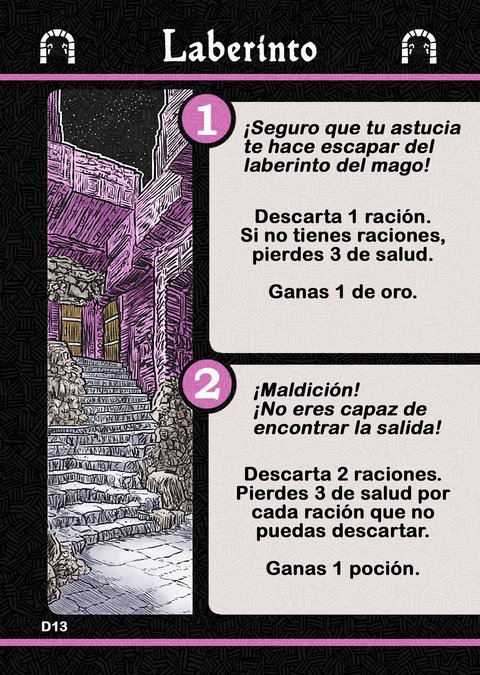 Laberinto
1
¡Seguro que tu astucia
te hace escapar del
laberinto del mago!
Descarta 1 ración.
Si no tienes raciones,
pierdes 3 de salud.
Ganas 1 de oro.
2
¡Maldición!
¡No eres capaz de
encontrar la salida!
Descarta 2 raciones.
Pierdes 3 de salud por
cada ración que no
puedas descartar.
Ganas 1 poción.
D13